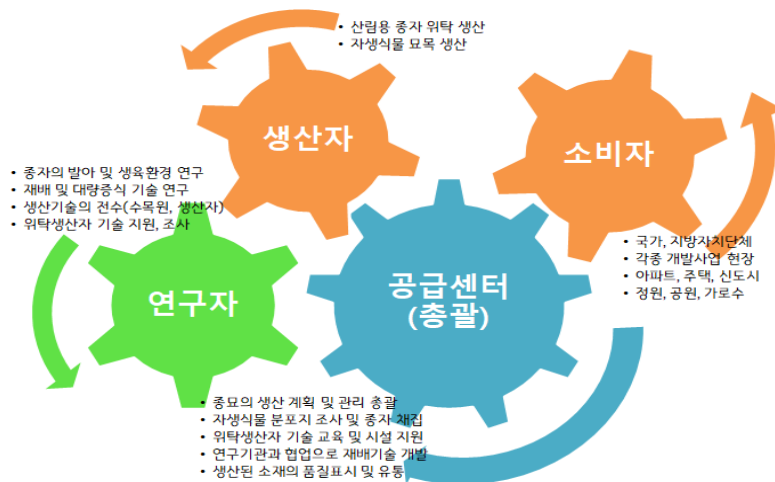 • 산림용 종자 위탁 생산
• 자생식물 묘목 생산
생산자
소비자
• 종자의 발아 및 생육환경 연구
• 재배 및 대량증식 기술 연구
• 생산기술의 전수(수목원, 생산자)
• 위탁생산자 기술 지원, 조사
• 국가, 지방자치단체
• 각종 개발사업 현장
• 아파트, 주택, 신도시
• 정원, 공원, 가로수
연구자
공급센터
(총괄)
• 종묘의 생산 계획 및 관리 총괄
• 자생식물 분포지 조사 및 종자 채집
• 위탁생산자 기술 교육 및 시설 지원
• 연구기관과 협업으로 재배기술 개발
• 생산된 소재의 품질표시 및 유통